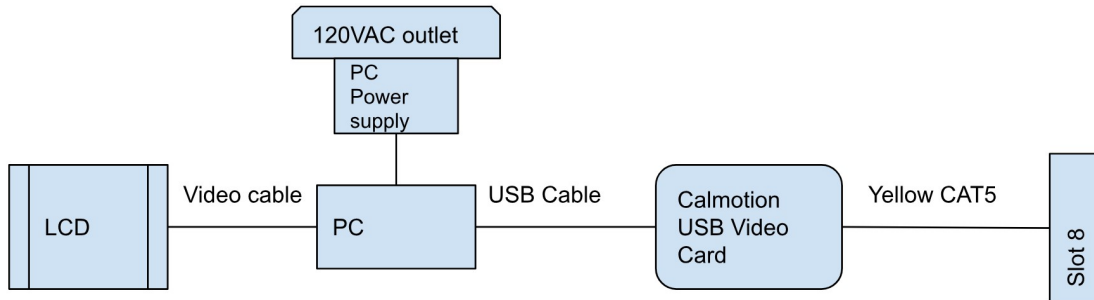 120VAC outlet
PC
Power
supply
LCD
Video cable
PC
USB Cable
Calmotion
USB Video
Card
Yellow CAT5
Slot 8